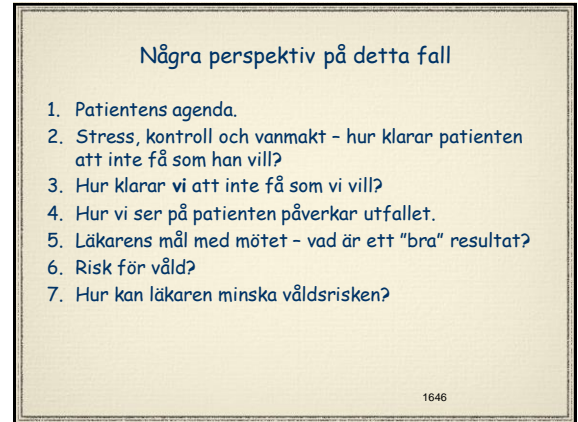 Några perspektiv på detta fall
1. Patientens agenda.
2. Stress, kontroll och vanmakt – hur klarar patienten
att inte få som han vill?
3. Hur klarar vi att inte få som vi vill?
4. Hur vi ser på patienten påverkar utfallet.
5. Läkarens mål med mötet – vad är ett ”bra” resultat?
6. Risk för våld?
7. Hur kan läkaren minska våldsrisken?
1646